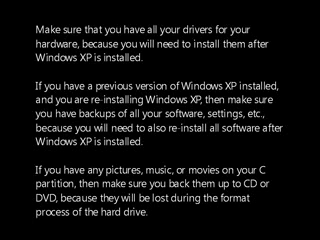 Make sure that you have all your drivers for your
hardware, because you will need to install them after
Windows XP is installed.
If you have a previous version of Windows XP installed,
and you are re-installing Windows XP, then make sure
you have backups of all your software, settings, etc.,
because you will need to also re-install all software after
Windows XP is installed.
If you have any pictures, music, or movies on your C
partition, then make sure you back them up to CD or
DVD, because they will be lost during the format
process of the hard drive.